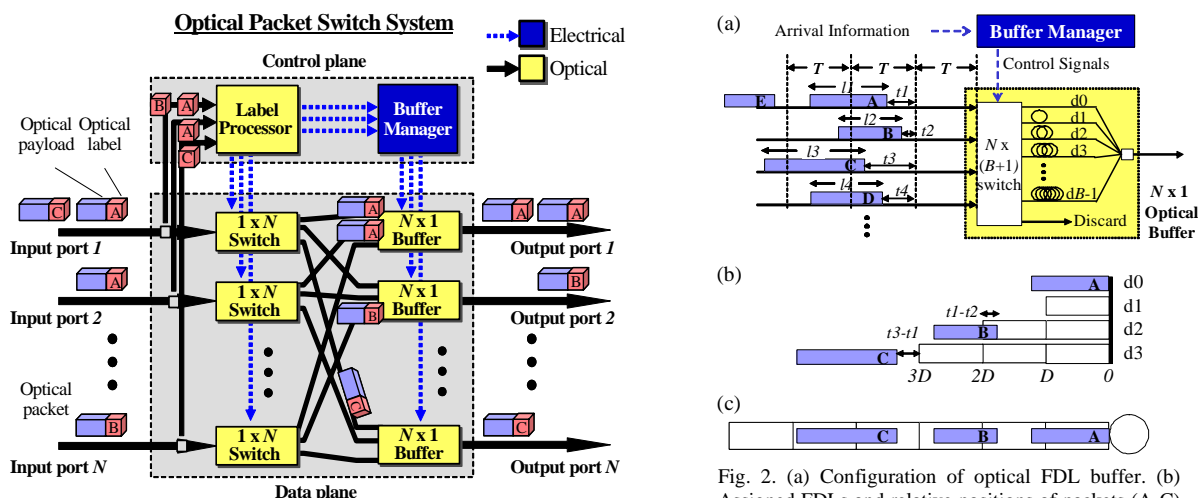 Optical Packet Switch System
Electrical
Optical
Control plane
B
A
A
C
Label
Processor
Buffer
Manager
Optical
payload
Optical
label
C
A
A
A
A
1 x N
Switch
N x 1
Buffer
Input port 1
Output port 1
A
B
1 x N
Switch
N x 1
Buffer
B
Input port 2
Output port 2
Optical
packet
C
B
C
1 x N
Switch
N x 1
Buffer
Input port N
Output port N
Data plane
(a)
Arrival Information
Buffer Manager
T
T
T
Control Signals
E
l1
A
t1
l2
B
t2
l3
C
t3
l4
D
t4
N x
(B+1)
switch
d0
d1
d2
d3
dB-1
Discard
N x 1
Optical
Buffer
(b)
A
d0
d1
t1-t2
B
d2
t3-t1
C
d3
3D
2D
D
0
(c)
C
B
A
Fig. 2. (a) Configuration of optical FDL buffer. (b)
Assigned FDLs and relative positions of packets (A-C)